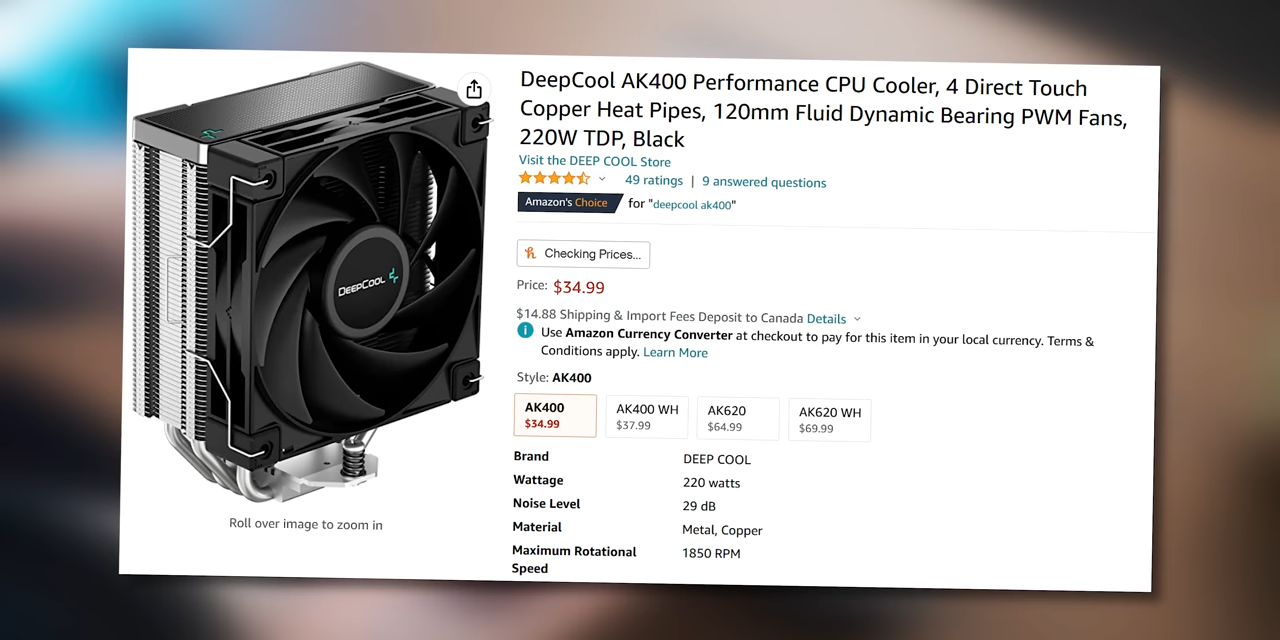 DeepCool AK400 Performance CPU Cooler, 4 Direct Touch
Copper Heat Pipes, 120mm Fluid Dynamic Bearing PWM Fans,
220W TDP, Black
Visit the DEEP COOL Store
49 ratings | 9 answered questions
Amazon's Choice for "deepcool ak400"
Checking Prices...
Price: $34.99
$14.88 Shipping & Import Fees Deposit to Canada Details
Use Amazon Currency Converter at checkout to pay for this item in your local currency. Terms &
Conditions apply. Learn More
Style: AK400
AK400 AK400 WH AK620 AK620 WH
$34.99 $37.99 $64.99 $69.99
Brand DEEP COOL
Wattage 220 watts
Noise Level 29 dB
Material Metal, Copper
Maximum Rotational 1850 RPM
Speed
DEEPCOOL
Roll over image to zoom in